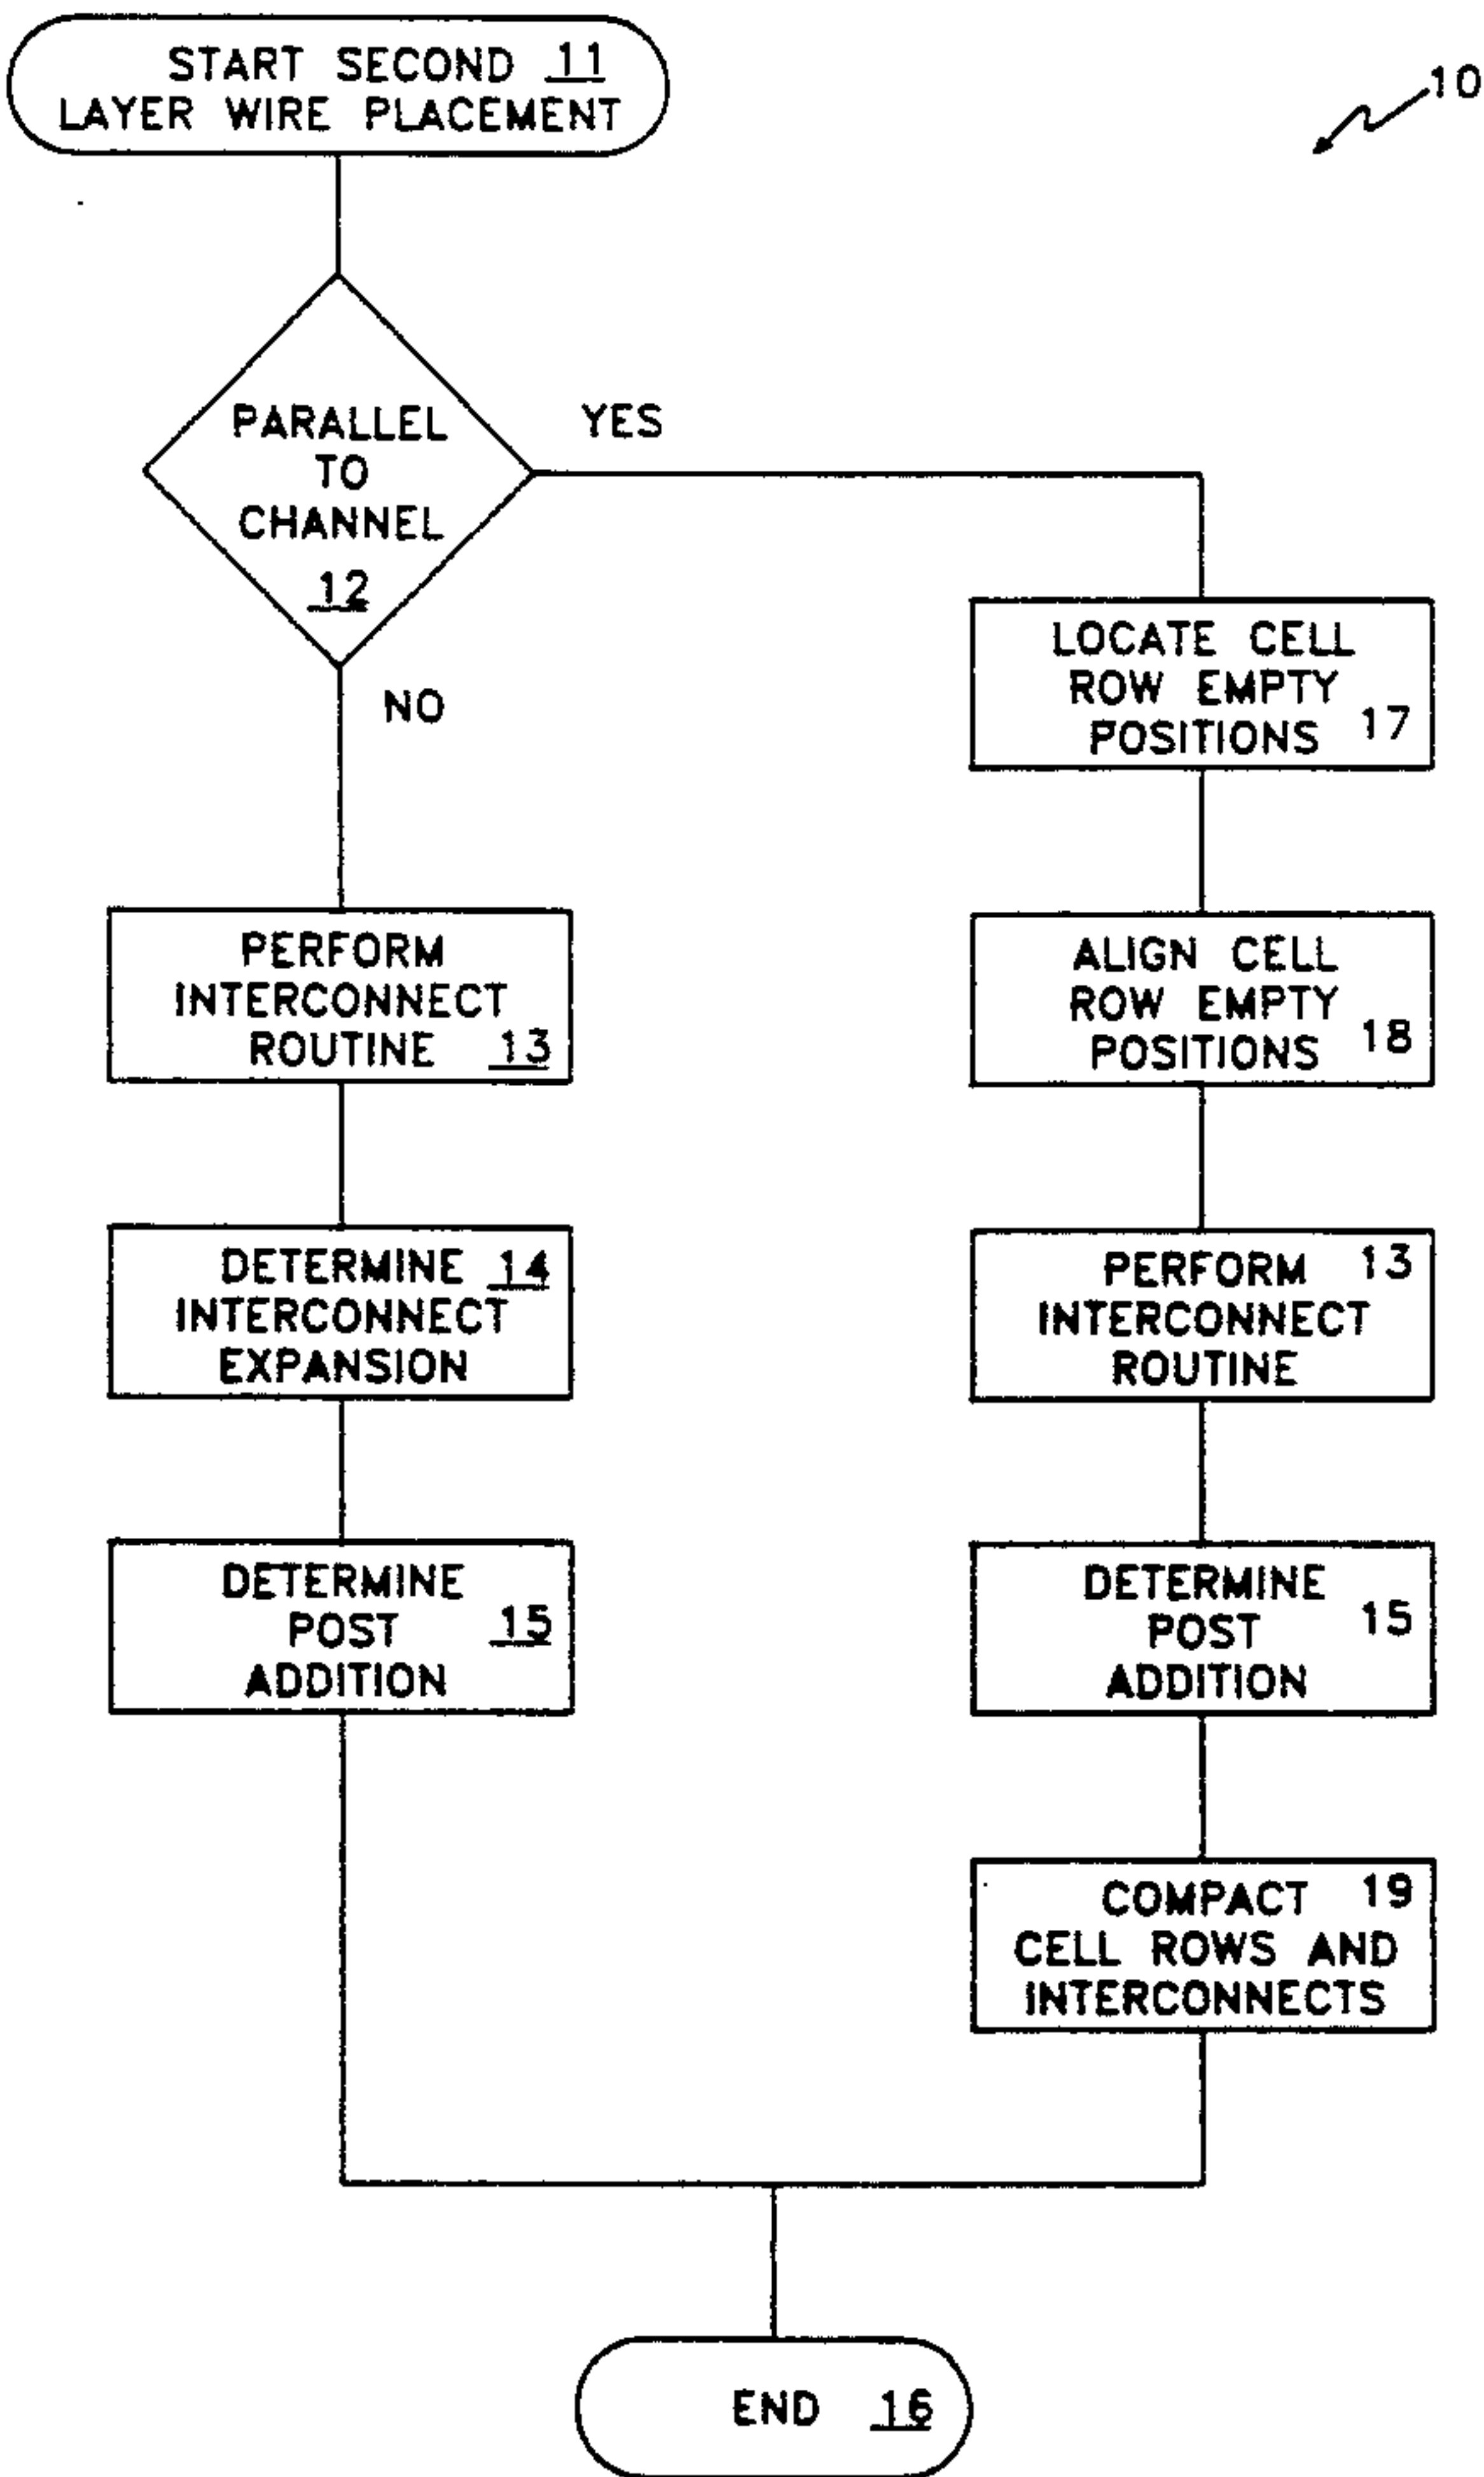 START SECOND 11
LAYER WIRE PLACEMENT
10
PARALLEL
TO
CHANNEL
12
YES
NO
PERFORM
INTERCONNECT
ROUTINE 13
DETERMINE 14
INTERCONNECT
EXPANSION
DETERMINE
POST 15
ADDITION
LOCATE CELL
ROW EMPTY
POSITIONS 17
ALIGN CELL
ROW EMPTY
POSITIONS 18
PERFORM 13
INTERCONNECT
ROUTINE
DETERMINE
POST 15
ADDITION
COMPACT 19
CELL ROWS AND
INTERCONNECTS
END 16